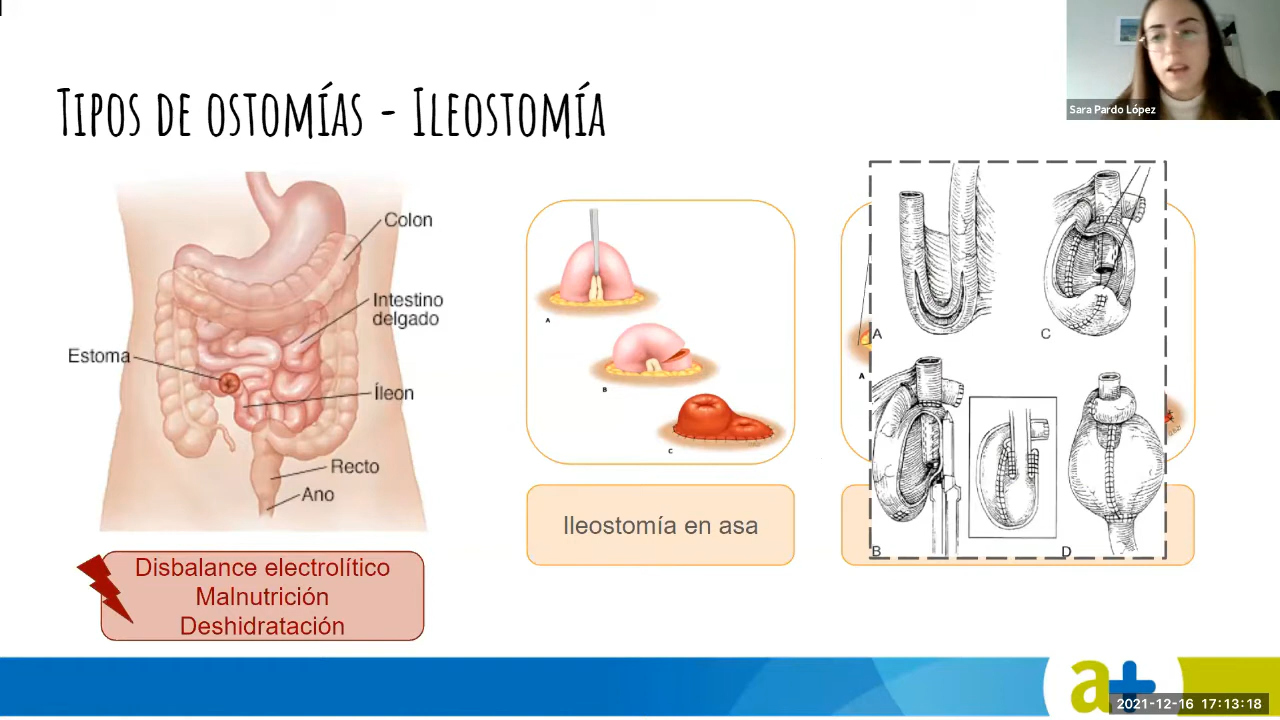 Sara Pardo López
Tipos de ostomías - Ileostomía
Colon
Intestino
delgado
Estoma
Íleon
Recto
Ano
A
B
C
A
A
C
B
D
Ileostomía en asa
Disbalance electrolítico
Malnutrición
Deshidratación
a+
2021-12-16 17:13:18